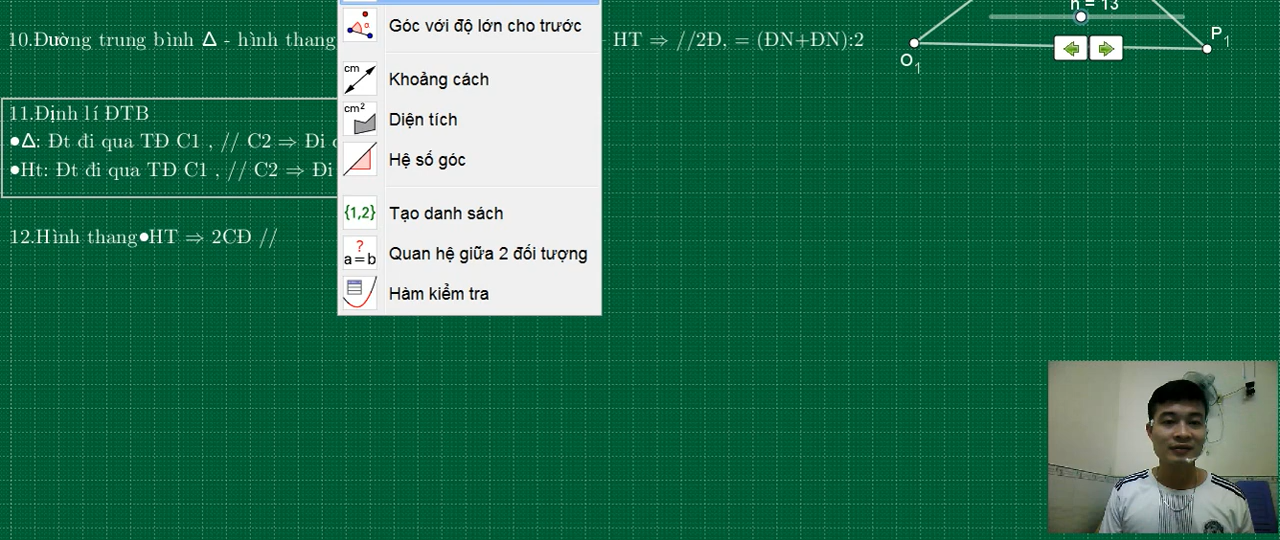 10.Đường trung bình Δ - hình thang
HT ⇒ //2Đ, = (ĐN+ĐN):2
11.Định lí ĐTB
●Δ: Đt đi qua TĐ C1 , // C2 ⇒ Đi
●Ht: Đt đi qua TĐ C1 , // C2 ⇒ Đi
12.Hình thang●HT ⇒ 2CĐ //
α
Góc với độ lớn cho trước
cm
Khoảng cách
cm²
Diện tích
Hệ số góc
{1,2}
Tạo danh sách
?
a=b
Quan hệ giữa 2 đối tượng
Hàm kiểm tra
n = 13
O₁
P₁